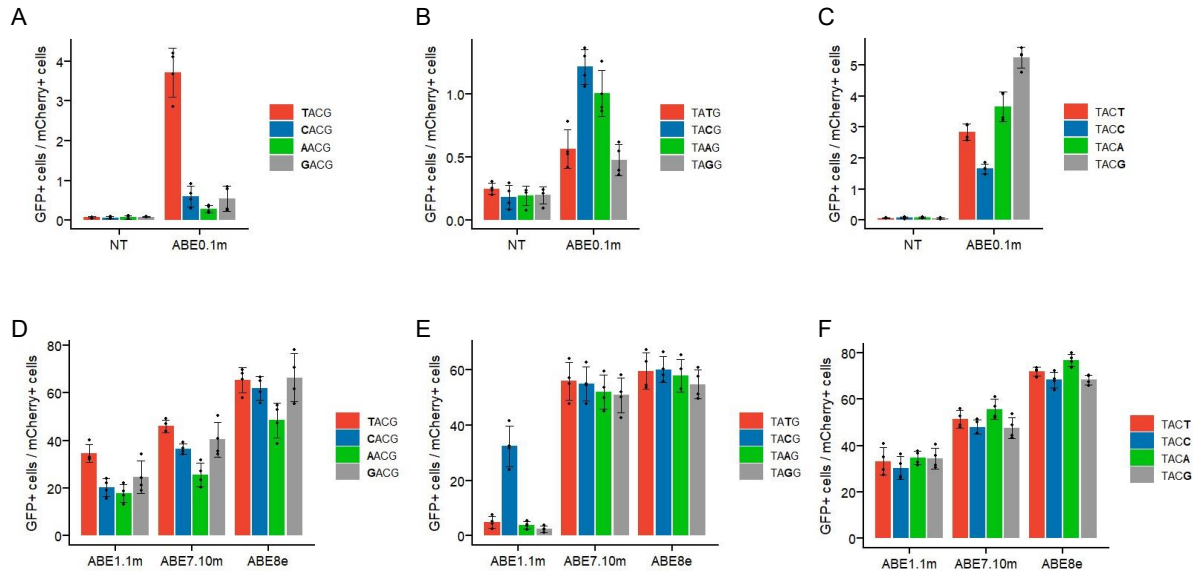 A
GFP+ cells / mCherry+ cells
4
3
2
1
0
NT
ABE0.1m
TACG
CACG
AACG
GACG
B
GFP+ cells / mCherry+ cells
1.0
0.5
0.0
NT
ABE0.1m
TATG
TACG
TAAG
TAGG
C
GFP+ cells / mCherry+ cells
5
4
3
2
1
0
NT
ABE0.1m
TACT
TACC
TACA
TACG
D
GFP+ cells / mCherry+ cells
80
60
40
20
0
ABE1.1m
ABE7.10m
ABE8e
TACG
CACG
AACG
GACG
E
GFP+ cells / mCherry+ cells
60
40
20
0
ABE1.1m
ABE7.10m
ABE8e
TATG
TACG
TAAG
TAGG
F
GFP+ cells / mCherry+ cells
80
60
40
20
0
ABE1.1m
ABE7.10m
ABE8e
TACT
TACC
TACA
TACG